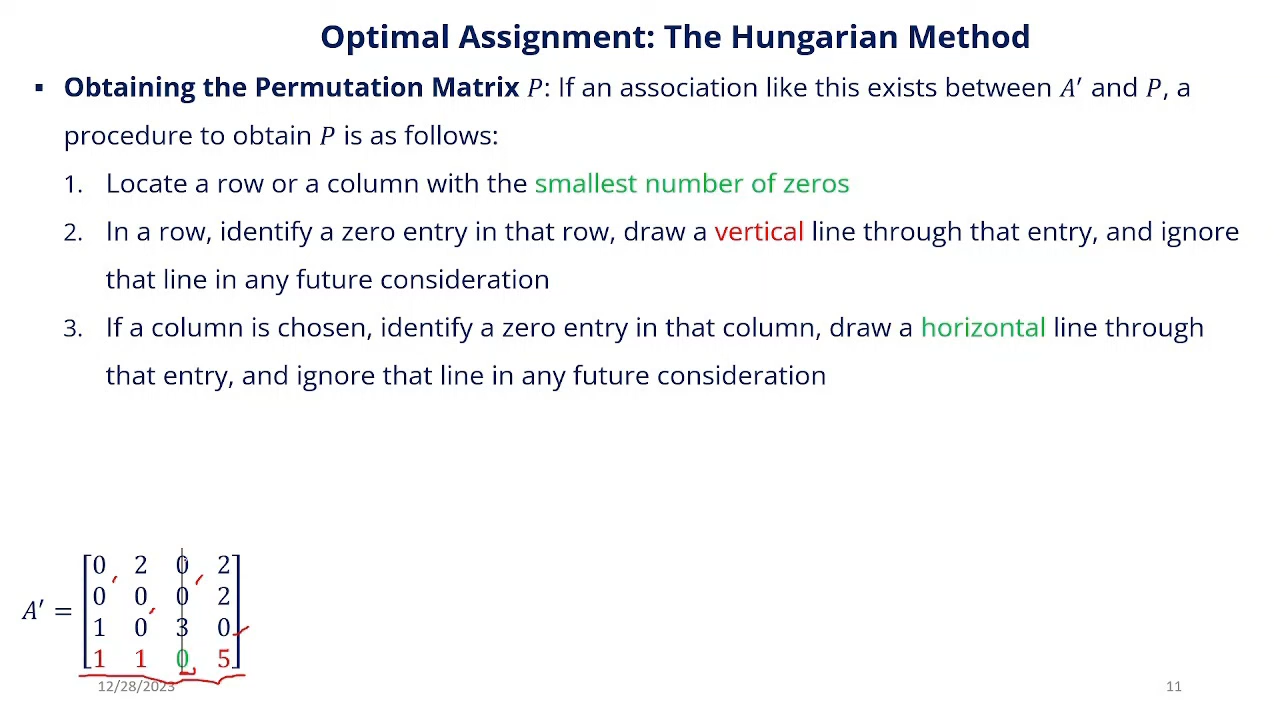 Optimal Assignment: The Hungarian Method
▪ Obtaining the Permutation Matrix P: If an association like this exists between A′ and P, a
procedure to obtain P is as follows:
1. Locate a row or a column with the smallest number of zeros
2. In a row, identify a zero entry in that row, draw a vertical line through that entry, and ignore
that line in any future consideration
3. If a column is chosen, identify a zero entry in that column, draw a horizontal line through
that entry, and ignore that line in any future consideration
0 2 0 2
0 0 0 2
A′ =
1 0 3 0
1 1 0 5
12/28/2023 11